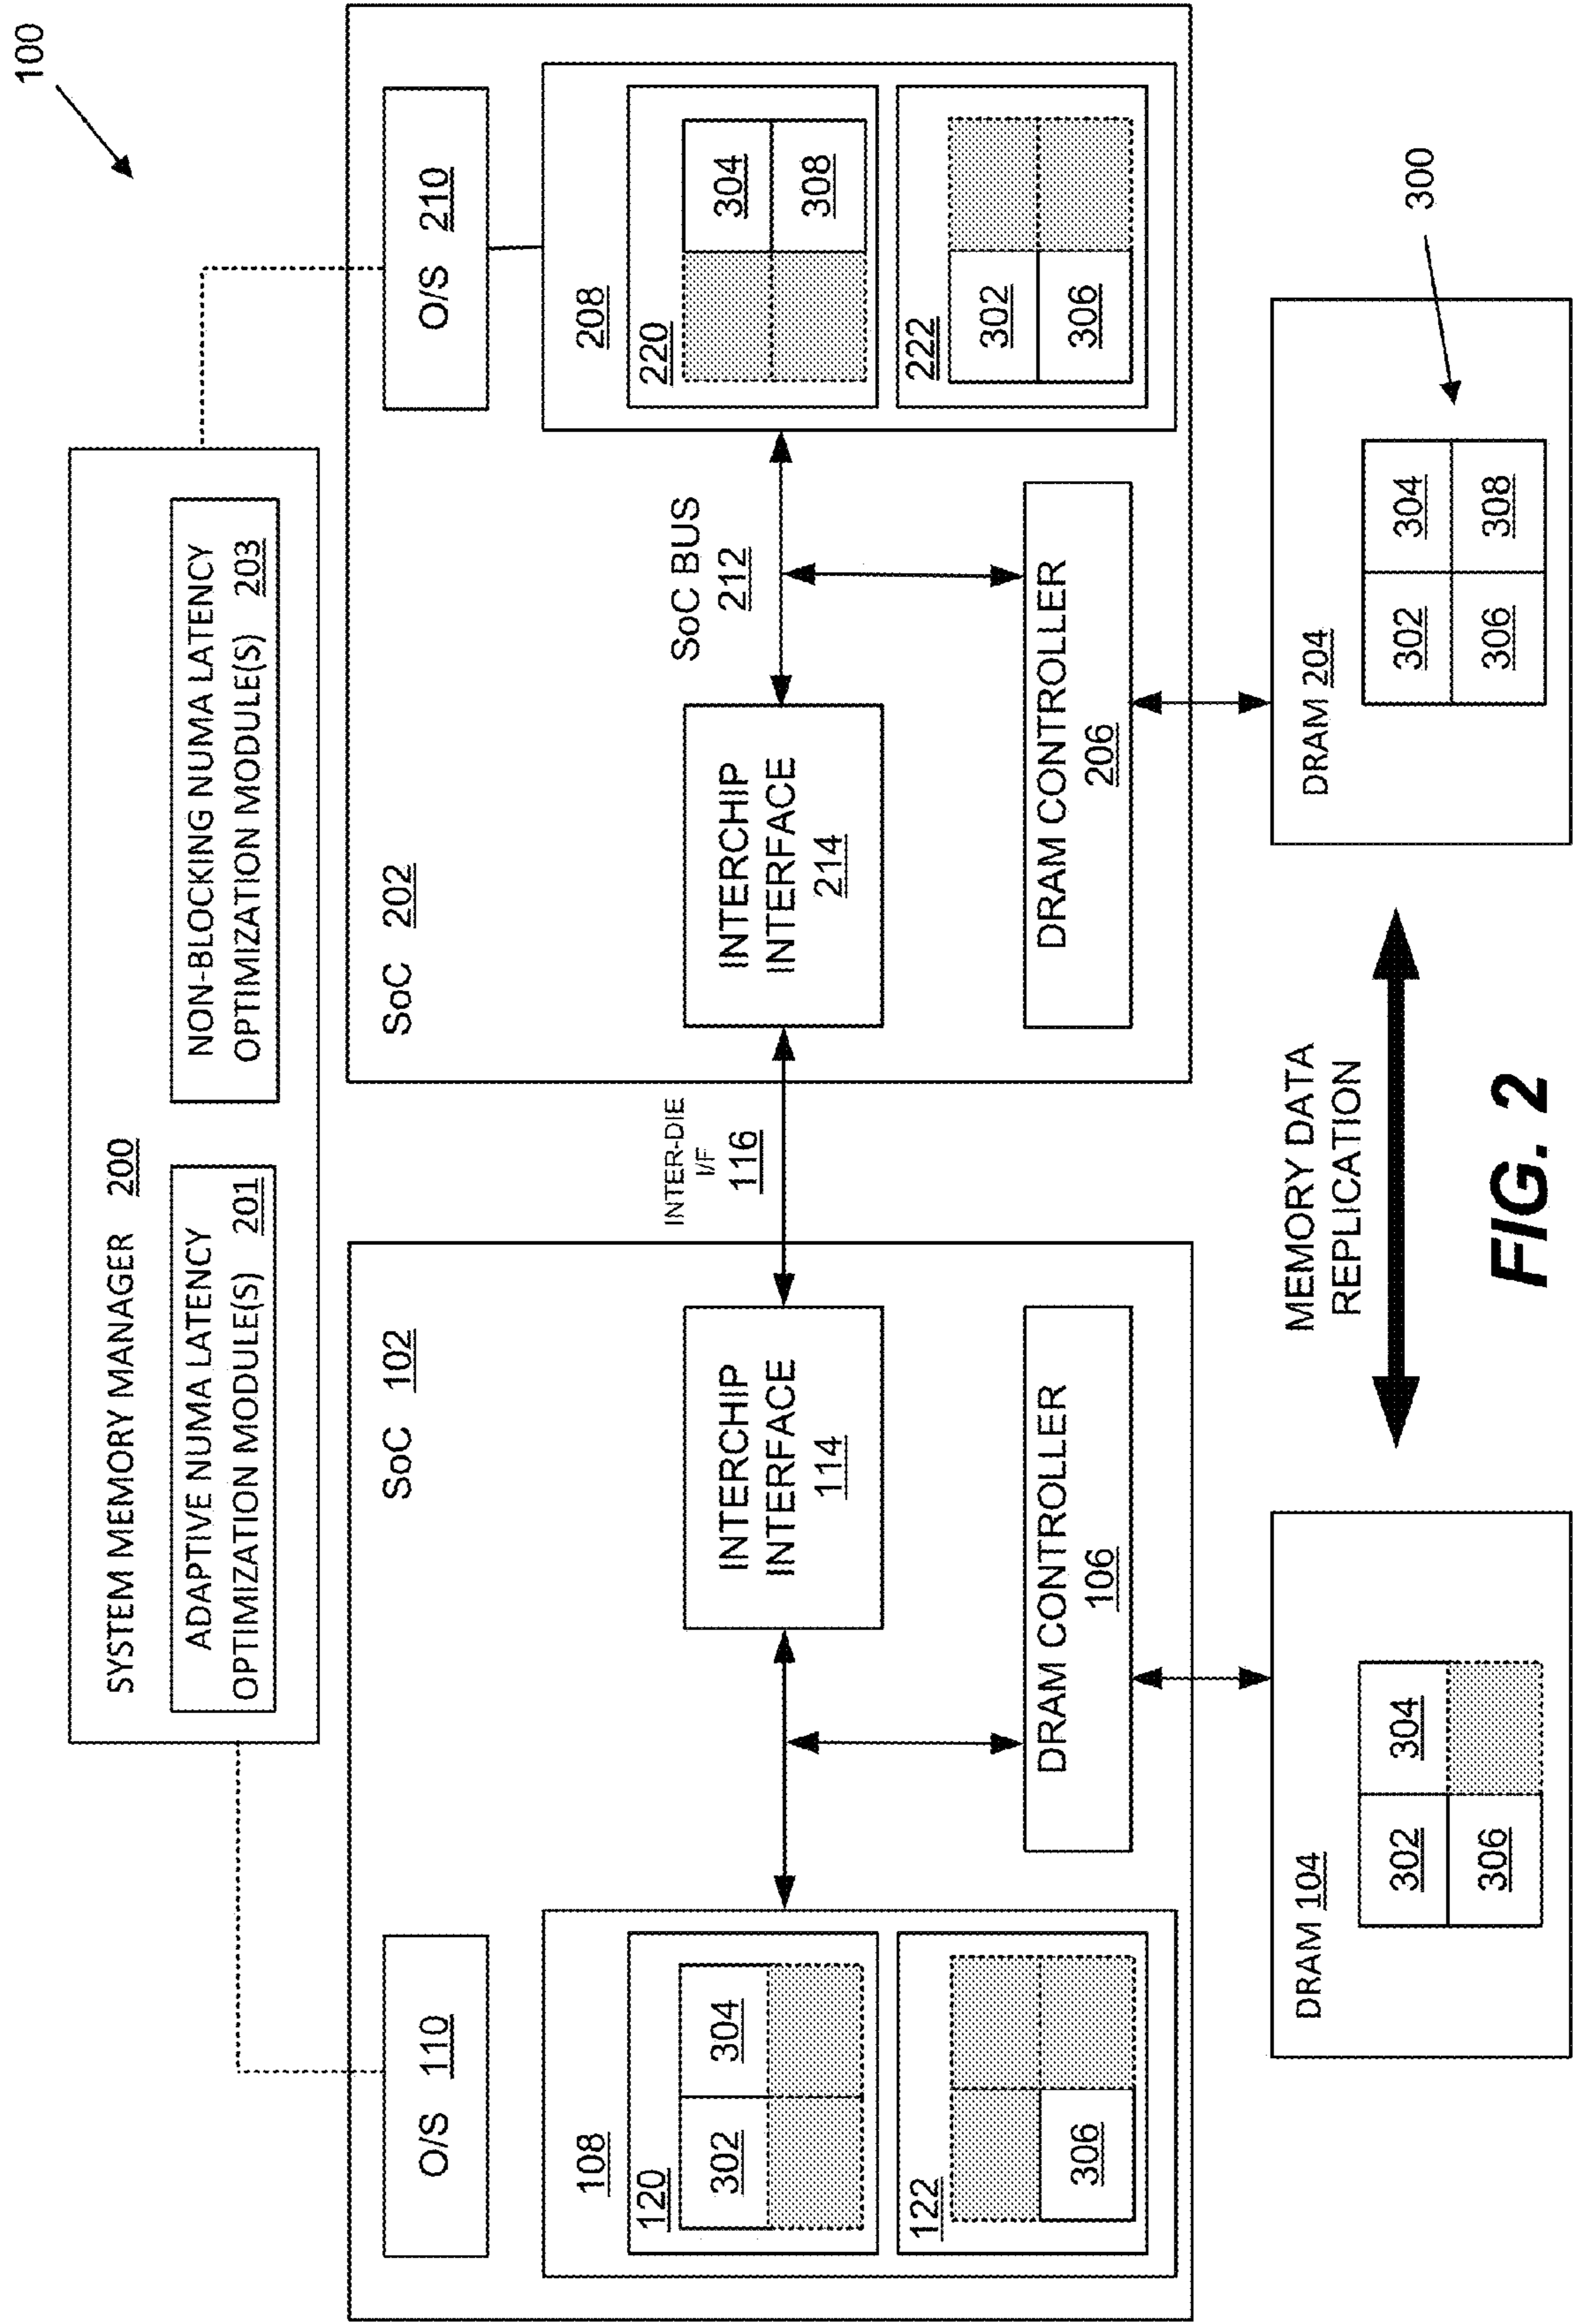 100
SYSTEM MEMORY MANAGER 200
ADAPTIVE NUMA LATENCY
OPTIMIZATION MODULE(S) 201
NON-BLOCKING NUMA LATENCY
OPTIMIZATION MODULE(S) 203
O/S 110
SoC 102
108
120
302 304
122
306
INTERCHIP
INTERFACE
114
DRAM CONTROLLER
106
INTER-DIE
I/F
116
SoC 202
O/S 210
INTERCHIP
INTERFACE
214
SoC BUS
212
208
220
304
308
222
302
306
DRAM CONTROLLER
206
DRAM 104
302 304
306
MEMORY DATA
REPLICATION
DRAM 204
302 304
306 308
300
FIG. 2